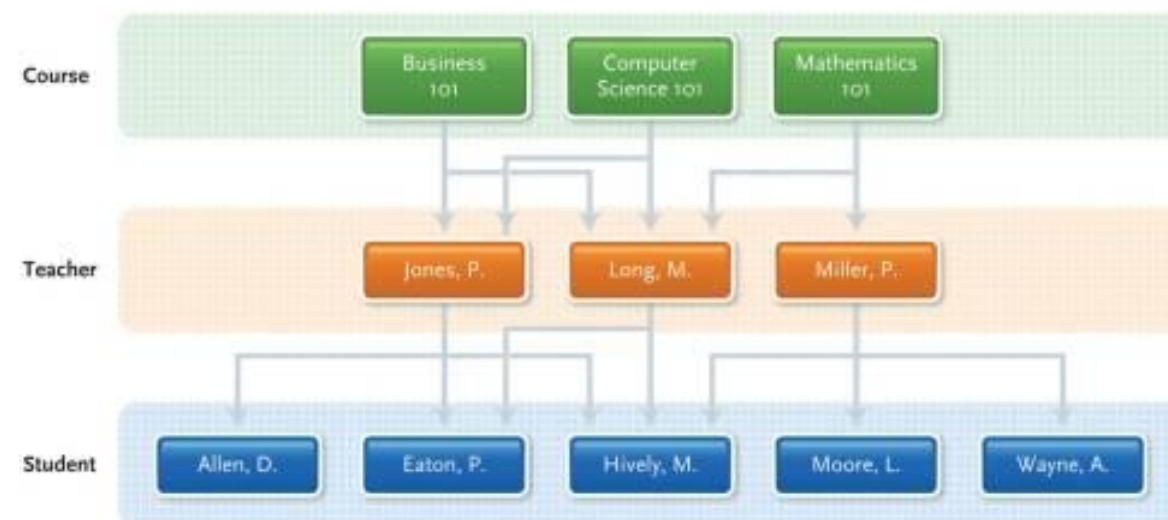 Course
Business
101
Computer
Science 101
Mathematics
101
Teacher
Jones, P.
Long, M.
Miller, P.
Student
Allen, D.
Eaton, P.
Hively, M.
Moore, L.
Wayne, A.